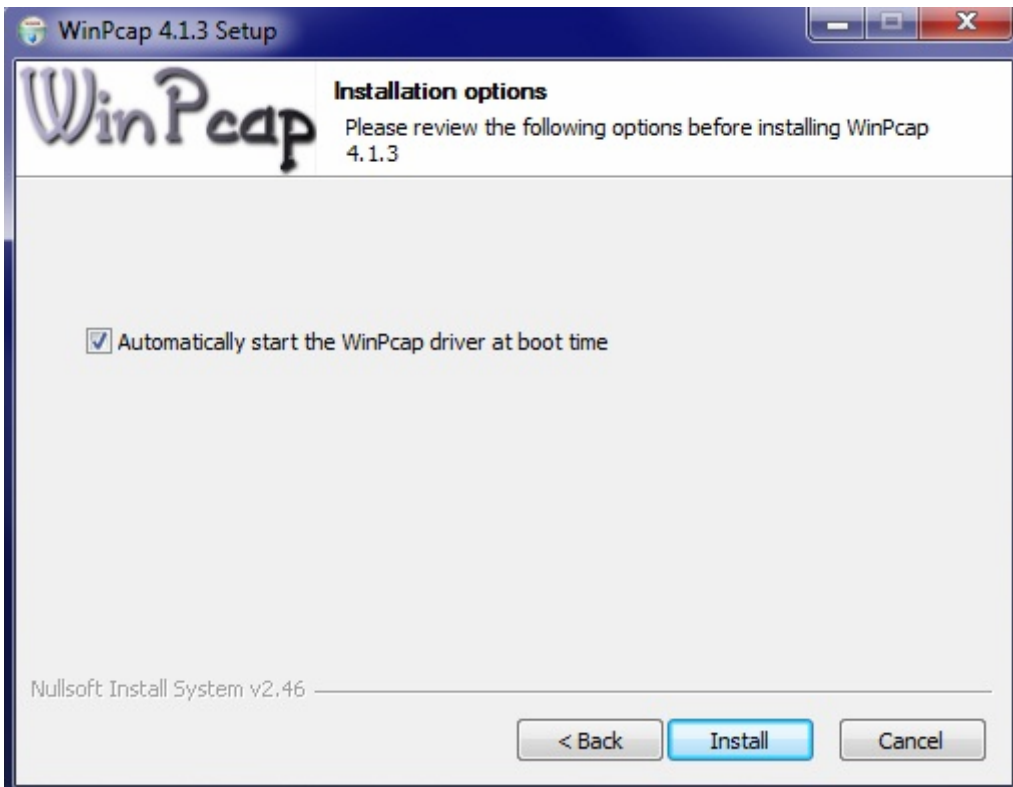 WinPcap 4.1.3 Setup
WinPcap
Installation options
Please review the following options before installing WinPcap
4.1.3
Automatically start the WinPcap driver at boot time
Nullsoft Install System v2.46
< Back
Install
Cancel